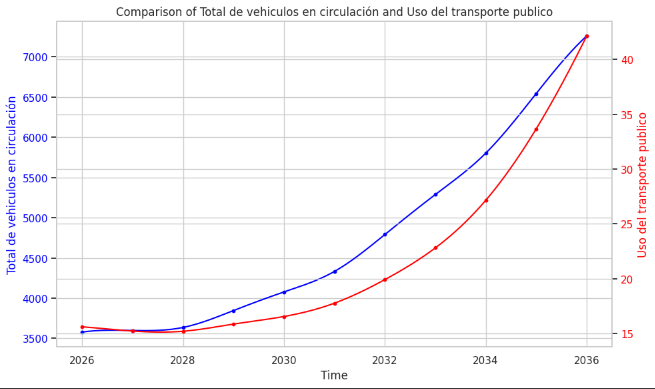 Comparison of Total de vehiculos en circulación and Uso del transporte publico
Total de vehiculos en circulación
7000
6500
6000
5500
5000
4500
4000
3500
40
35
30
25
20
15
Uso del transporte publico
2026 2028 2030 2032 2034 2036
Time